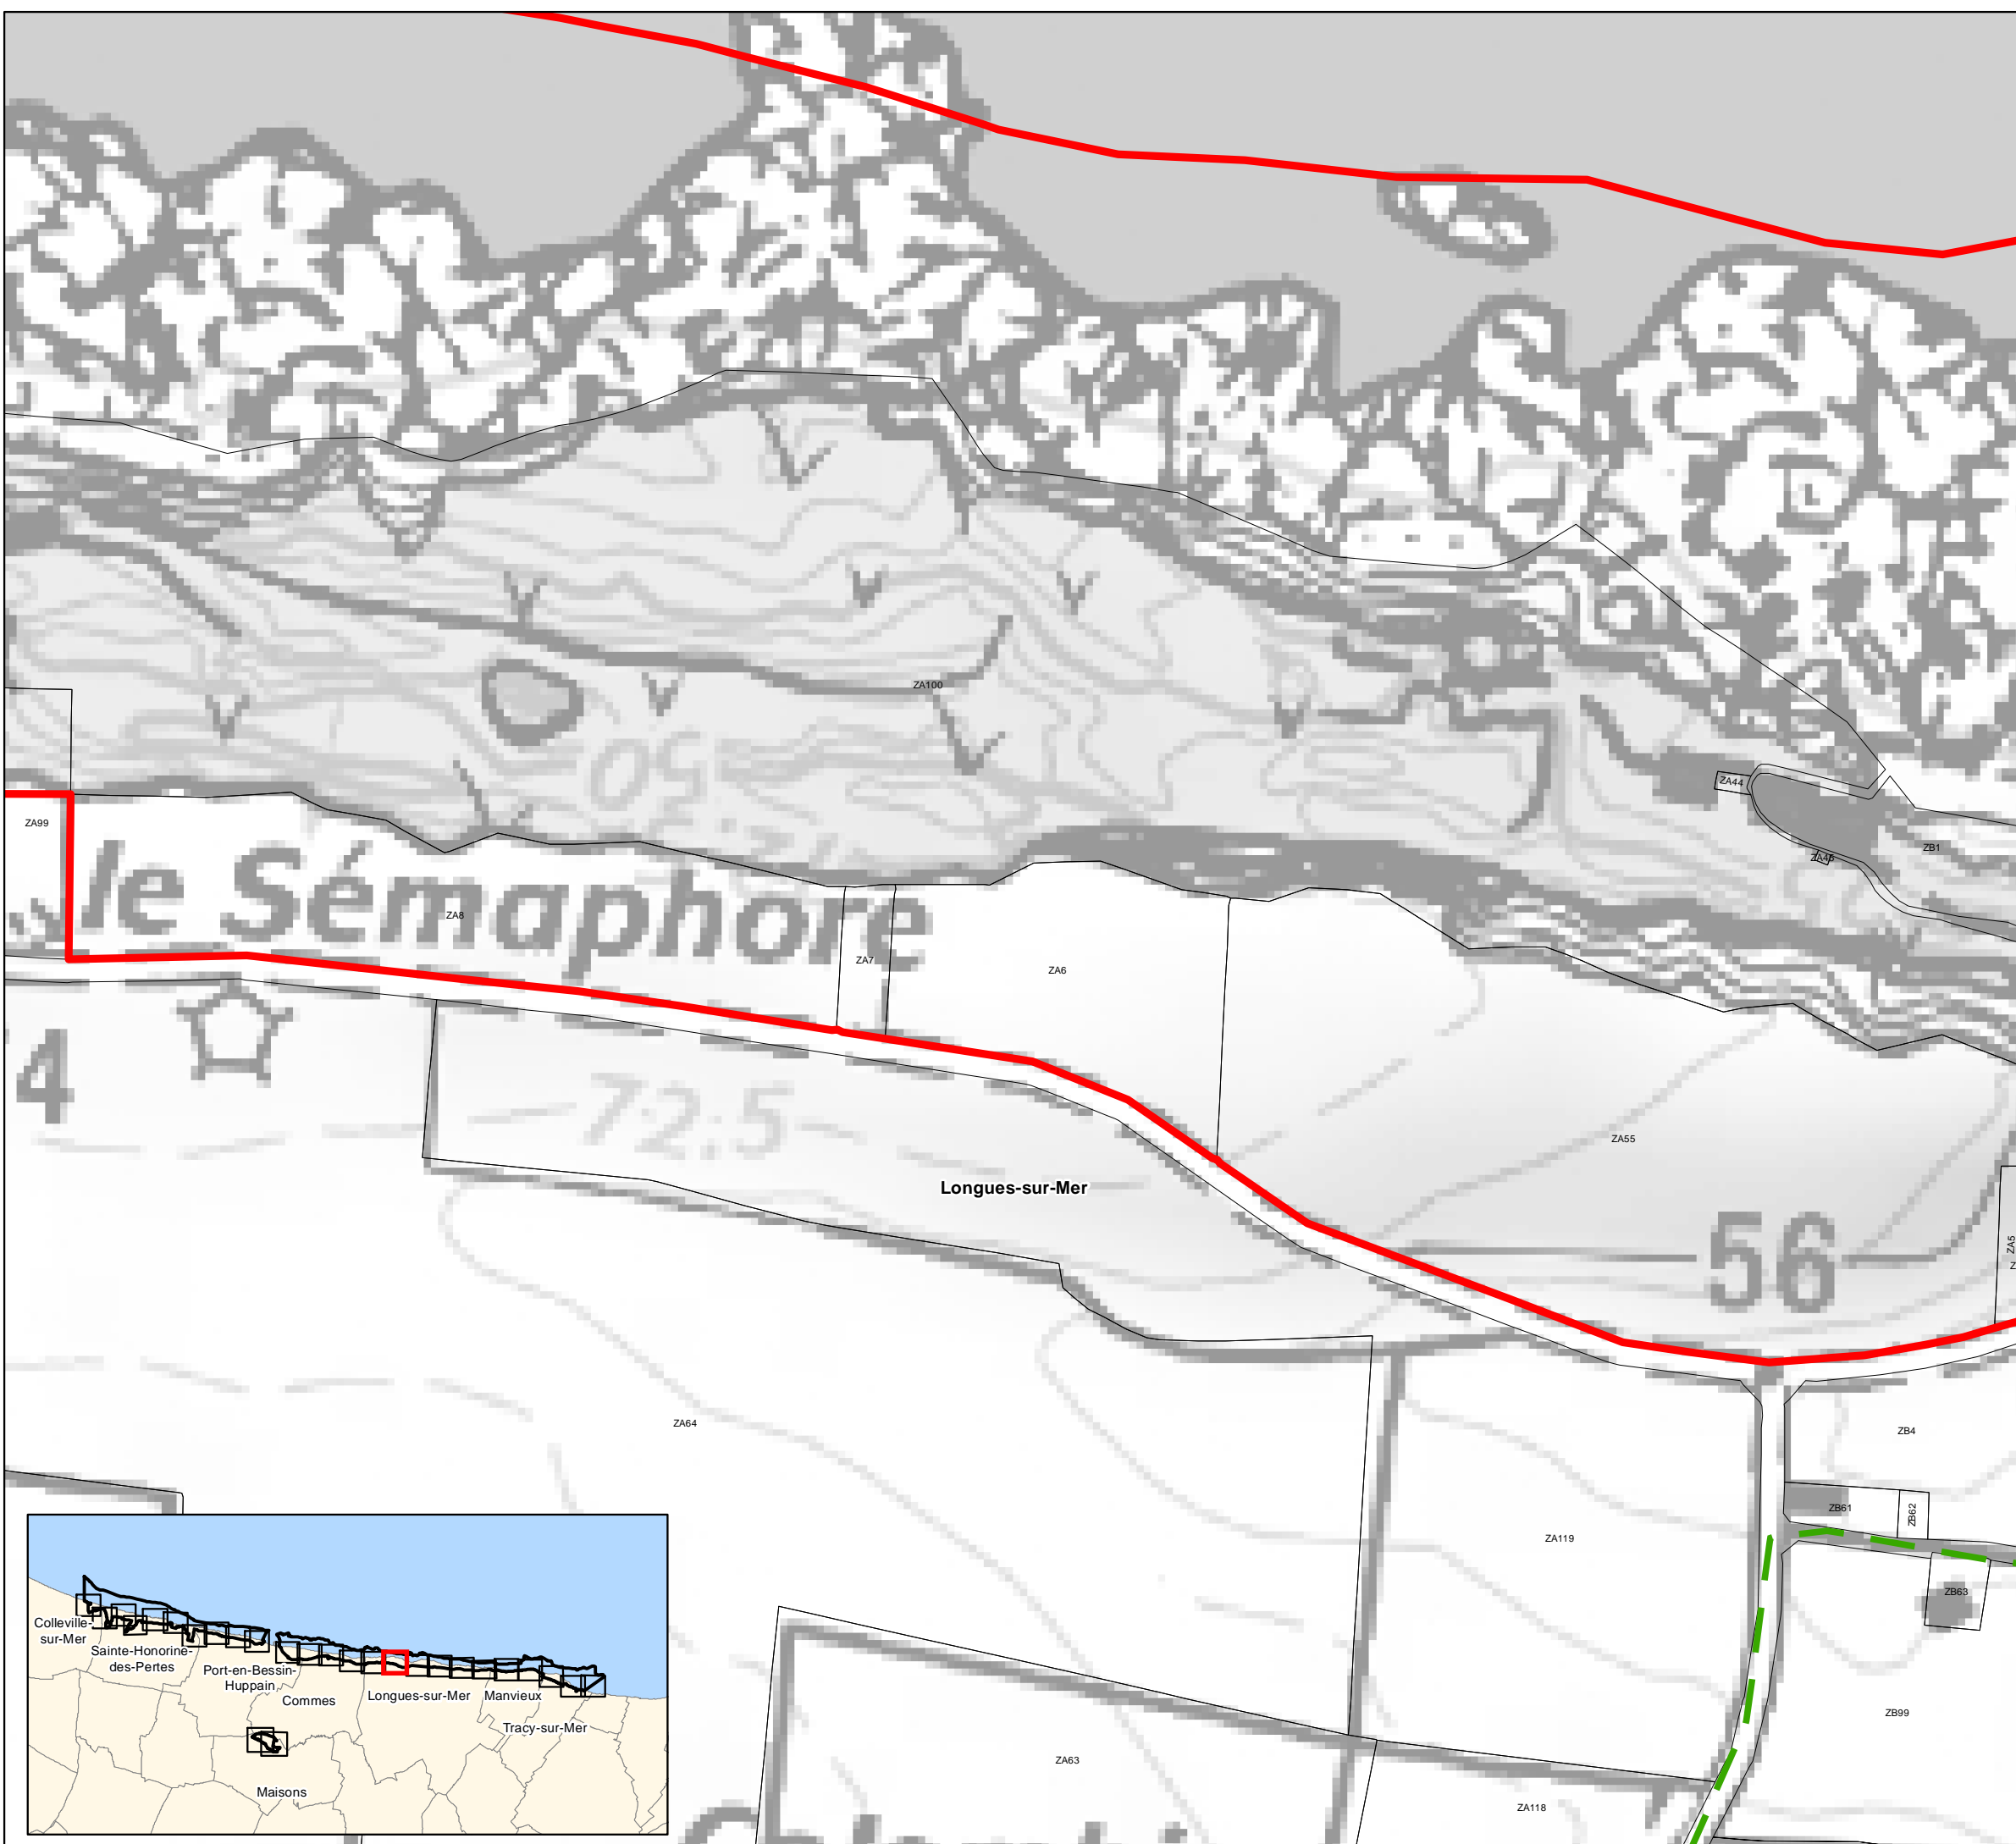 ZA100
ZA44
ZA99
ZA46
ZB1
le Sémaphore
ZA8
ZA7
ZA6
4
72.5
ZA55
Longues-sur-Mer
56
ZA5
ZA64
ZB4
ZB61
ZB62
ZA119
ZB63
ZB99
ZA63
ZA118
Colleville-
sur-Mer
Sainte-Honorine-
des-Pertes
Port-en-Bessin-
Huppain
Commes
Longues-sur-Mer
Manvieux
Tracy-sur-Mer
Maisons